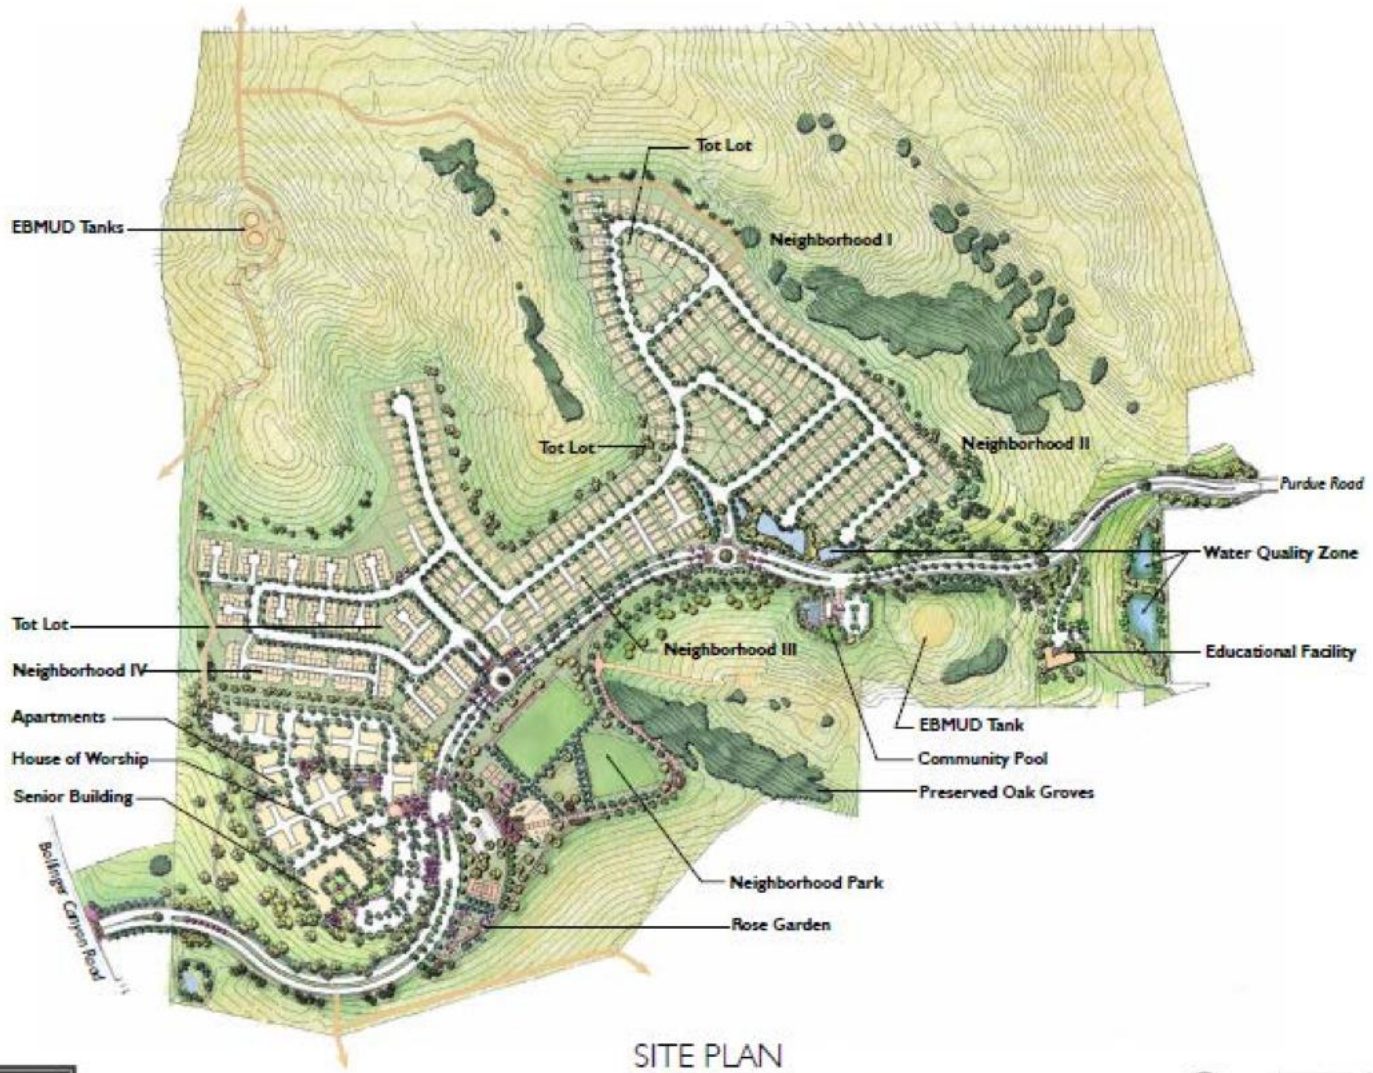 Tot Lot
EBMUD Tanks
Neighborhood I
Tot Lot
Neighborhood II
Purdue Road
Water Quality Zone
Tot Lot
Neighborhood III
Educational Facility
Neighborhood IV
Apartments
EBMUD Tank
House of Worship
Community Pool
Senior Building
Preserved Oak Groves
Bollinger Canyon Road
Neighborhood Park
Rose Garden
SITE PLAN